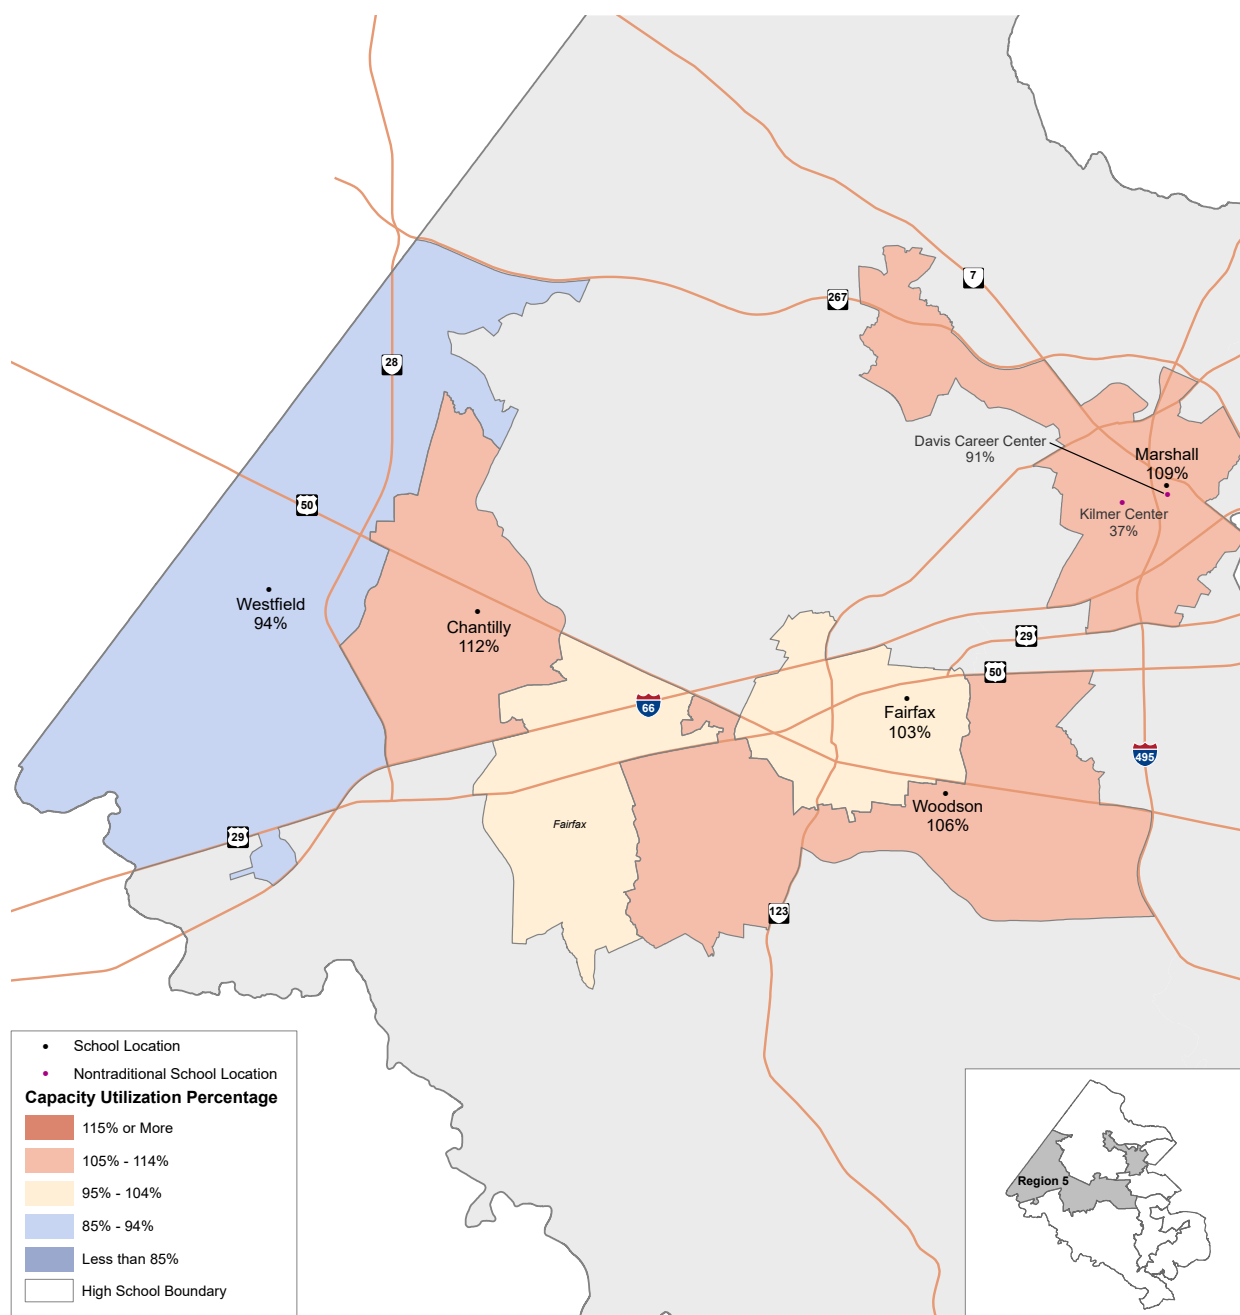 7
267
28
Davis Career Center
91%
Marshall
109%
50
Kilmer Center
37%
Westfield
94%
Chantilly
112%
29
50
66
Fairfax
103%
495
Woodson
106%
Fairfax
29
123
School Location
Nontraditional School Location
Capacity Utilization Percentage
115% or More
105% - 114%
95% - 104%
85% - 94%
Less than 85%
High School Boundary
Region 5